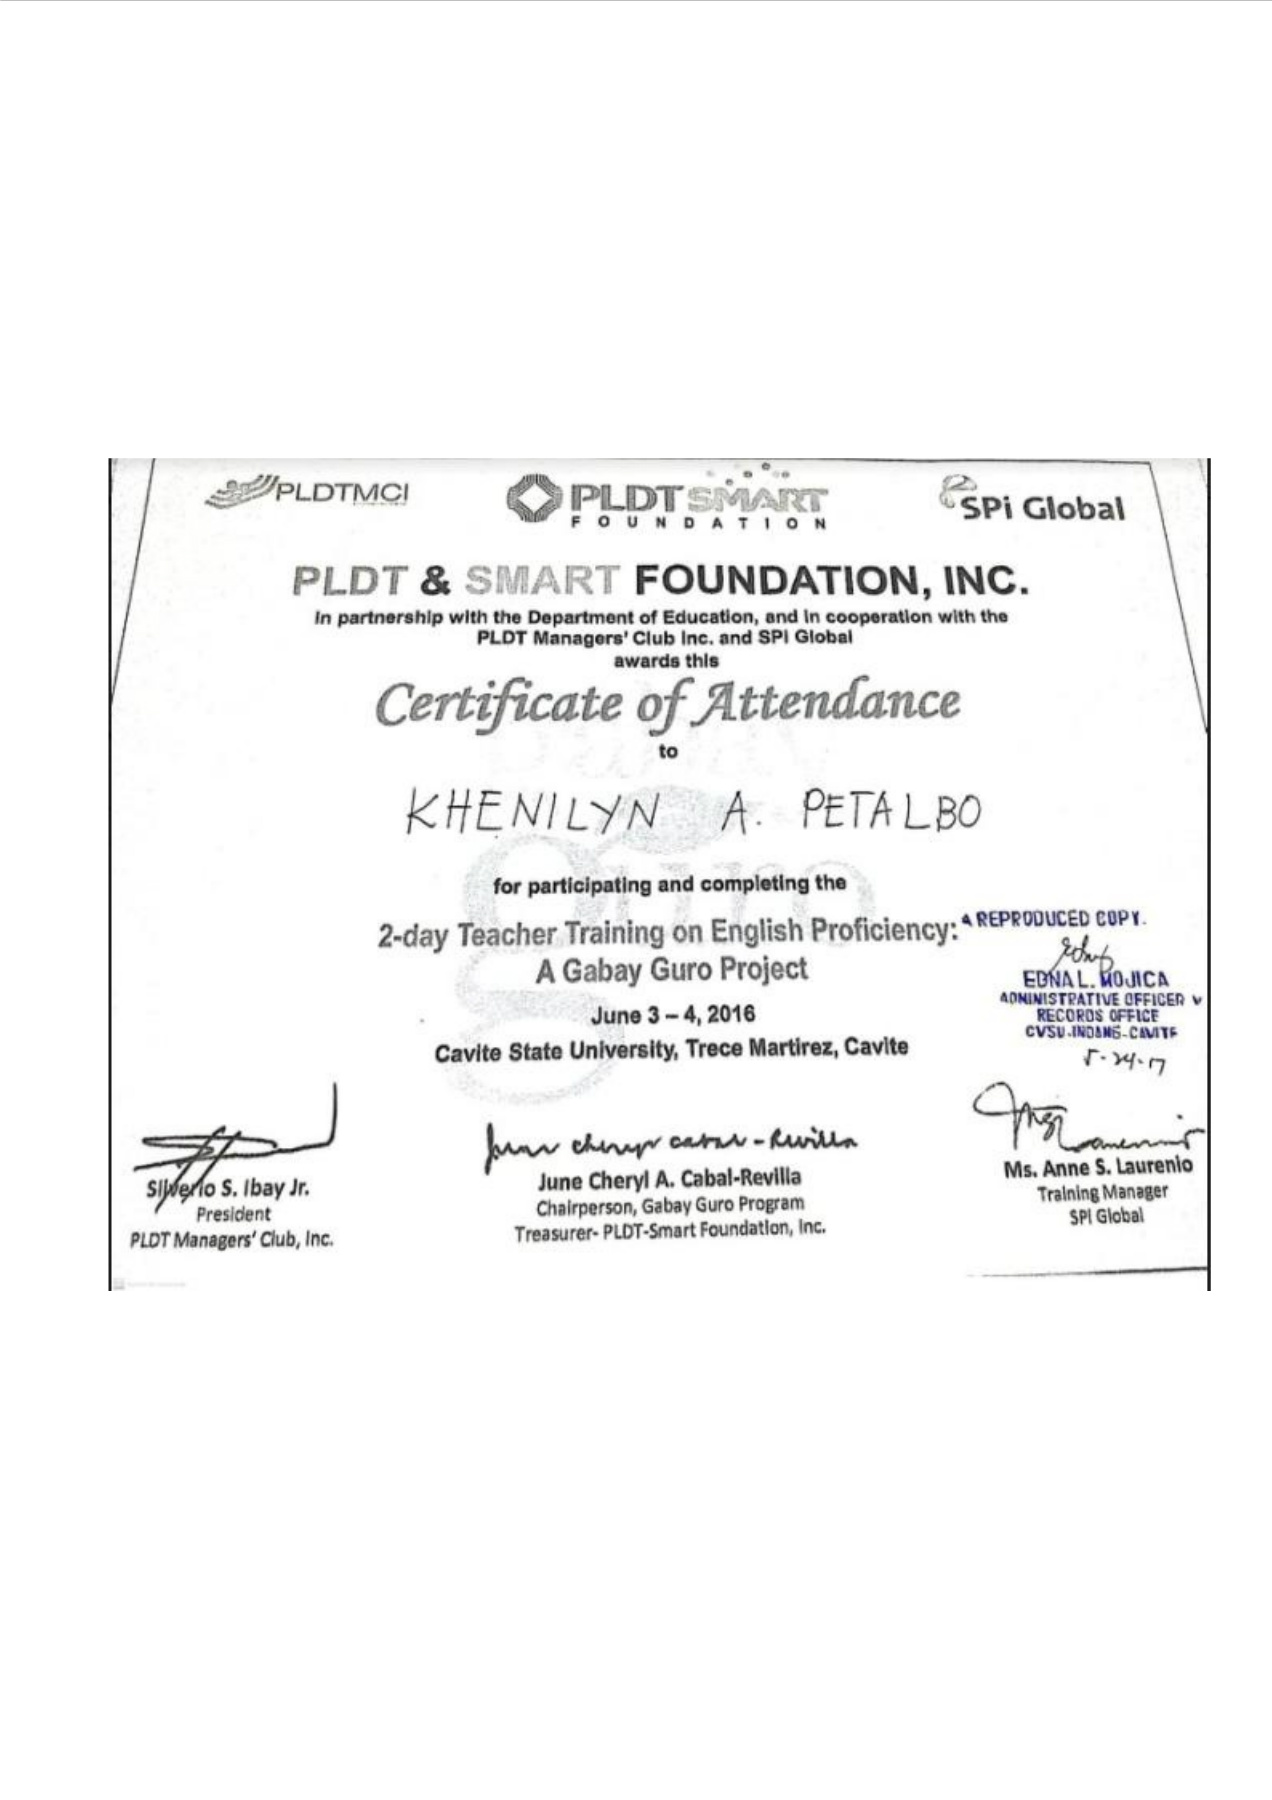 PLDTMCI
PLDT SMART
FOUNDATION
SPi Global
PLDT & SMART FOUNDATION, INC.
In partnership with the Department of Education, and in cooperation with the
PLDT Managers' Club Inc. and SPI Global
awards this
Certificate of Attendance
to
KHENILYN A. PETALBO
for participating and completing the
2-day Teacher Training on English Proficiency:
A Gabay Guro Project
June 3 – 4, 2016
Cavite State University, Trece Martirez, Cavite
A REPRODUCED COPY.
EDNA L. MOJICA
ADMINISTRATIVE OFFICER V
RECORDS OFFICE
CVSU-INDANG-CAVITE
5-24-17
Silverio S. Ibay Jr.
President
PLDT Managers' Club, Inc.
June Cheryl A. Cabal-Revilla
June Cheryl A. Cabal-Revilla
Chairperson, Gabay Guro Program
Treasurer- PLDT-Smart Foundation, Inc.
Ms. Anne S. Laurenio
Training Manager
SPI Global
guro